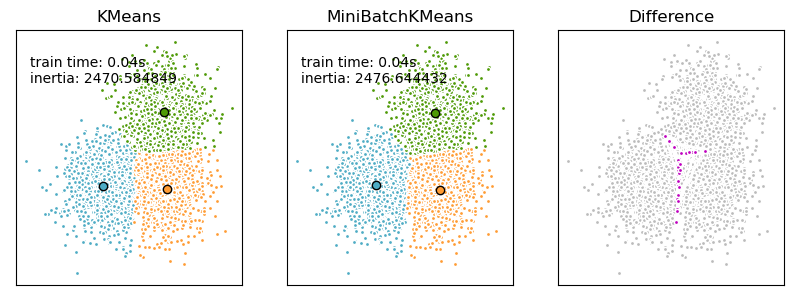 KMeans
train time: 0.04s
inertia: 2470.584849
MiniBatchKMeans
train time: 0.04s
inertia: 2476.644432
Difference